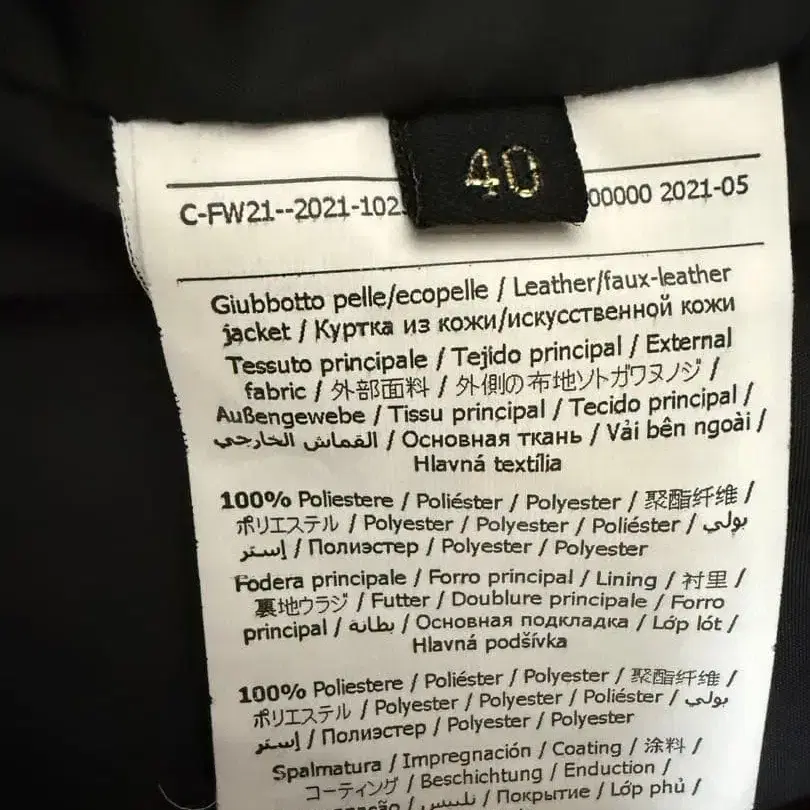 40
C-FW21--2021-102
00000 2021-05
Giubbotto pelle/ecopelle / Leather/faux-leather
jacket / Куртка из кожи/искусственной кожи
Tessuto principale / Tejido principal / External
fabric / 外部面料 / 外側の布地ソトガワヌノジ /
Außengewebe / Tissu principal / Tecido principal /
القماش الخارجي / Основная ткань / Vải bên ngoài /
Hlavná textília
100% Poliestere / Poliéster / Polyester / 聚酯纤维 /
ポリエステル / Polyester / Polyester / Poliéster / بولي
إستر / Полиэстер / Polyester / Polyester
Fodera principale / Forro principal / Lining / 衬里 /
裏地ウラジ / Futter / Doublure principale / Forro
principal / بطانة / Основная подкладка / Lớp lót /
Hlavná podšívka
100% Poliestere / Poliéster / Polyester / 聚酯纤维 /
ポリエステル / Polyester / Polyester / Poliéster / بولي
إستر / Полиэстер / Polyester / Polyester
Spalmatura / Impregnación / Coating / 涂料 /
コーティング / Beschichtung / Enduction /
/ تلبيس / Покрытие / Lớp phủ /